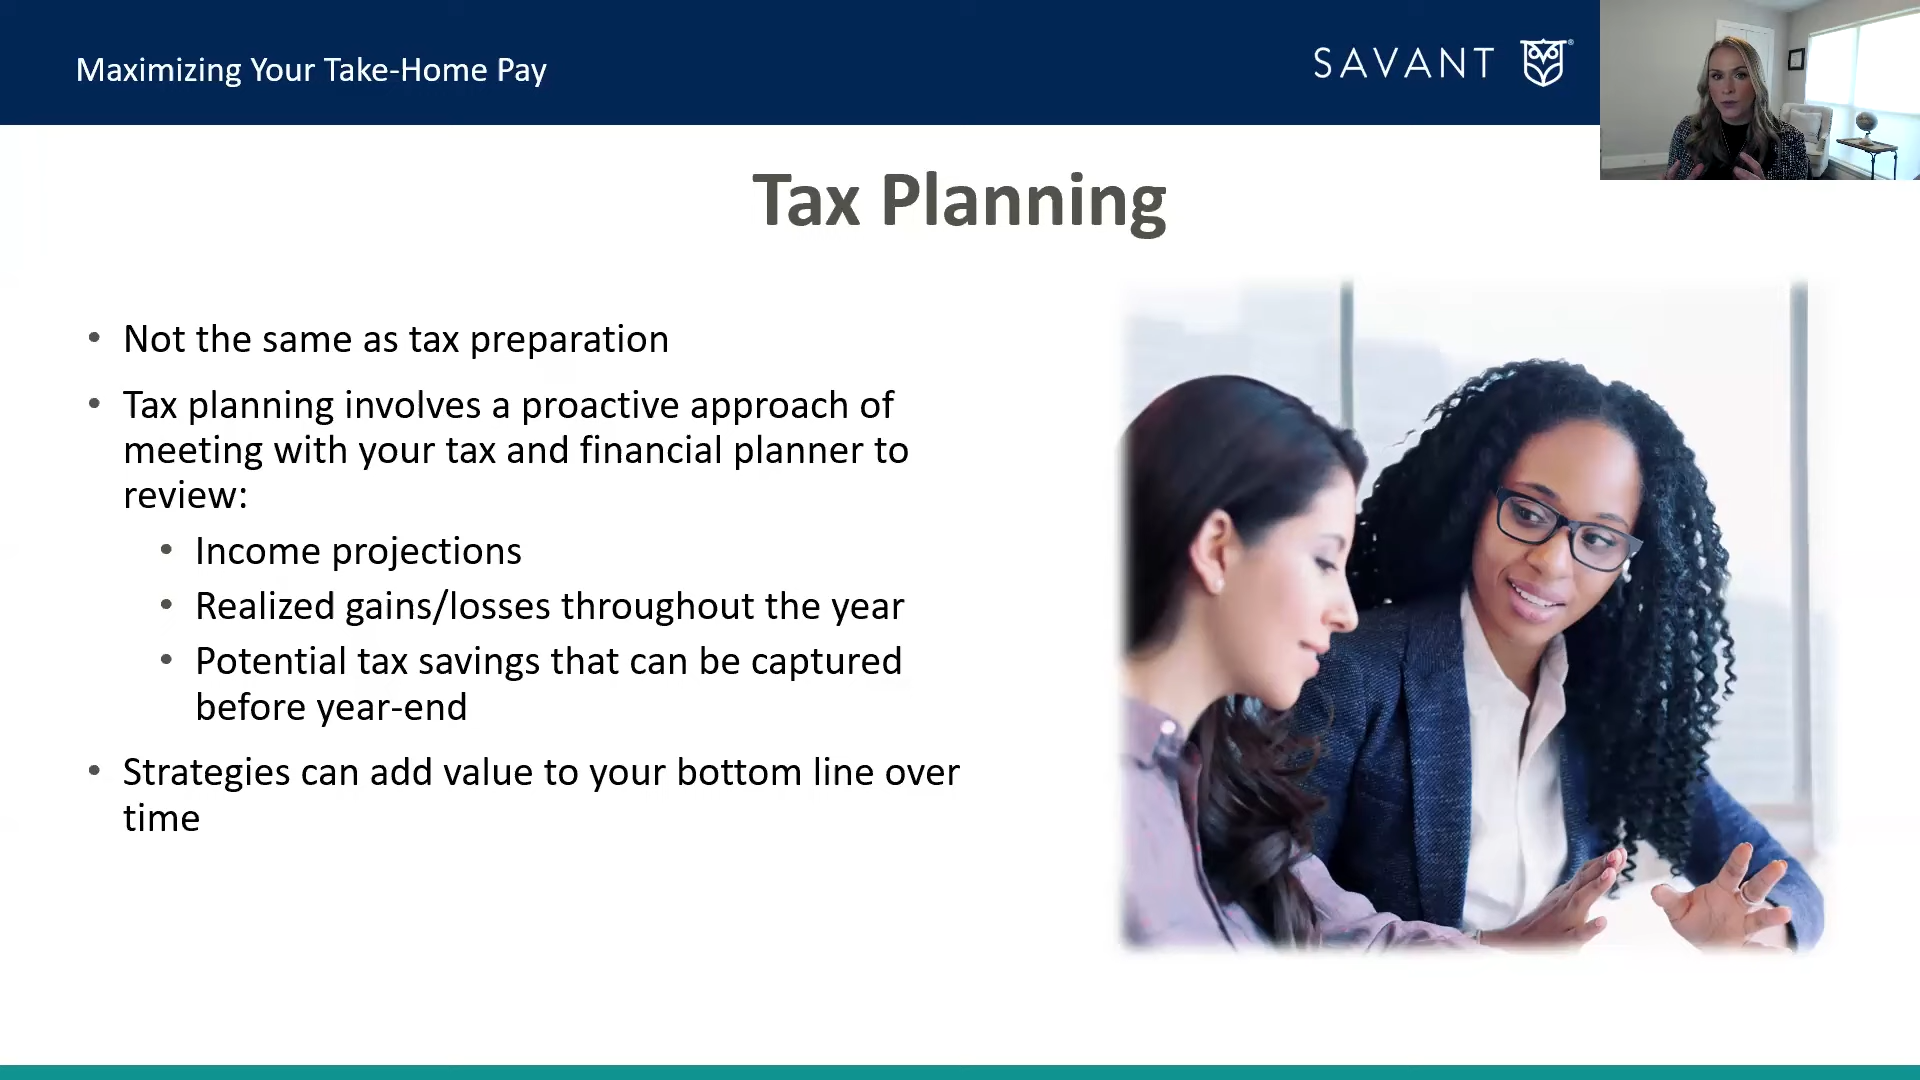 Maximizing Your Take-Home Pay
SAVANT
®
Tax Planning
• Not the same as tax preparation
• Tax planning involves a proactive approach of
meeting with your tax and financial planner to
review:
• Income projections
• Realized gains/losses throughout the year
• Potential tax savings that can be captured
before year-end
• Strategies can add value to your bottom line over
time